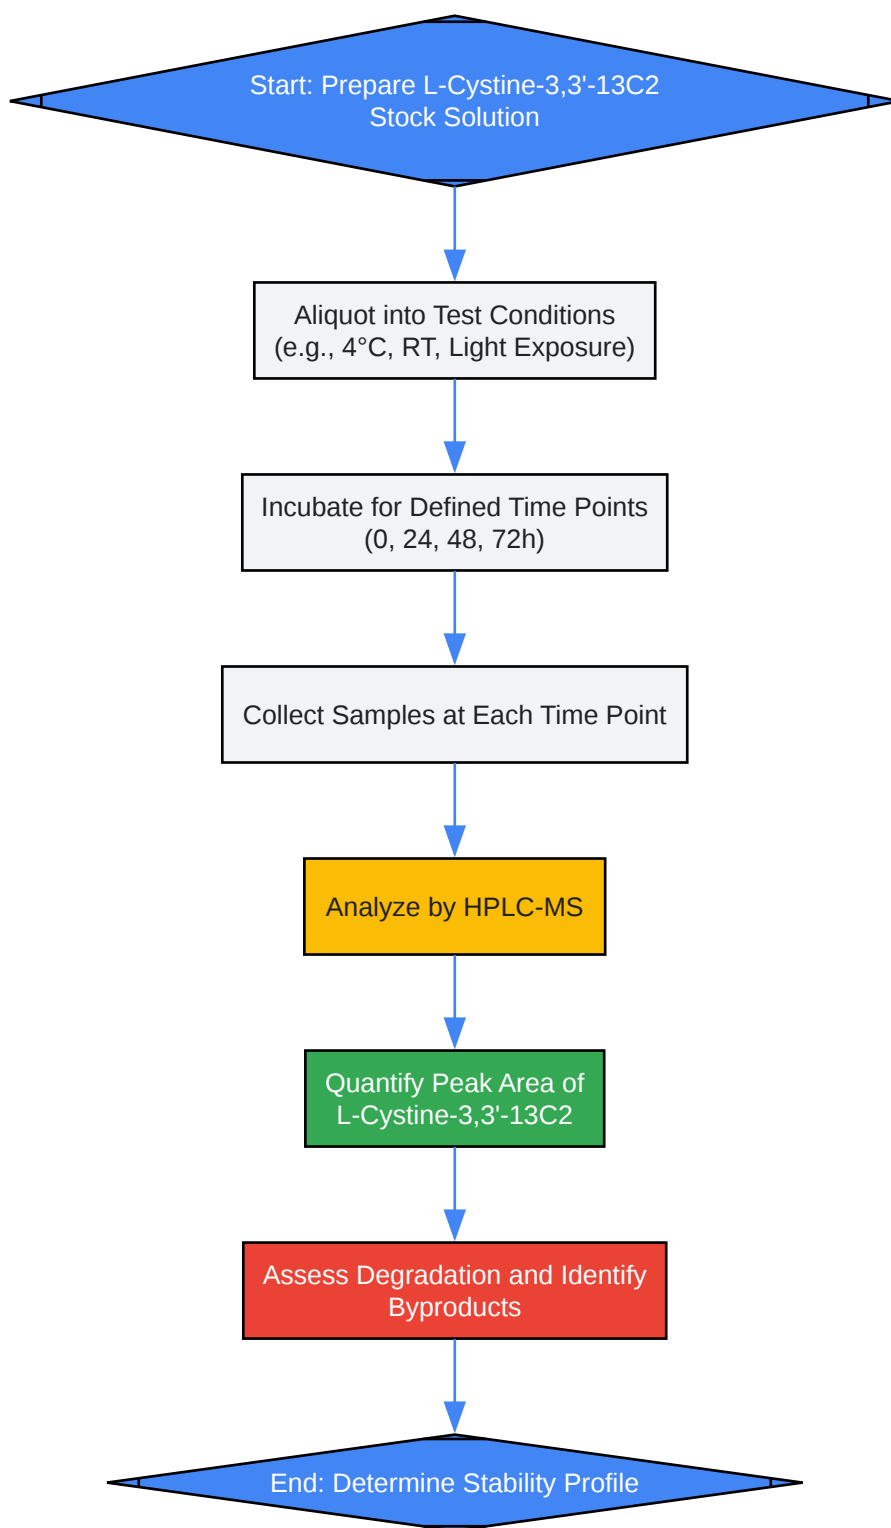 Start: Prepare L-Cystine-3,3'-13C2
Stock Solution
Aliquot into Test Conditions
(e.g., 4°C, RT, Light Exposure)
Incubate for Defined Time Points
(0, 24, 48, 72h)
Collect Samples at Each Time Point
Analyze by HPLC-MS
Quantify Peak Area of
L-Cystine-3,3'-13C2
Assess Degradation and Identify
Byproducts
End: Determine Stability Profile